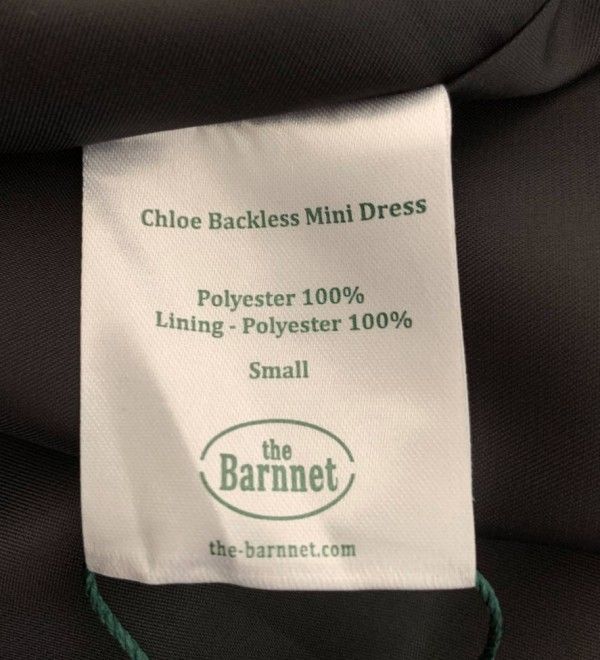 Chloe Backless Mini Dress
Polyester 100%
Lining - Polyester 100%
Small
the
Barnnet
the-barnnet.com